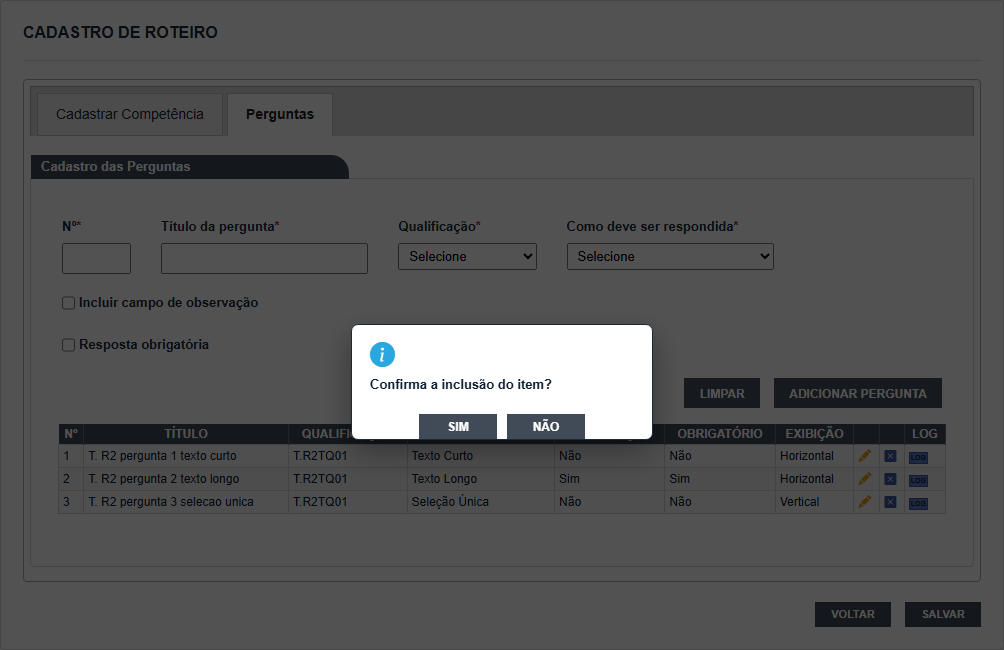 CADASTRO DE ROTEIRO
Cadastrar Competência Perguntas
Cadastro das Perguntas
Nº* Título da pergunta* Qualificação* Como deve ser respondida*
Selecione Selecione
Incluir campo de observação
Resposta obrigatória
i
Confirma a inclusão do item?
SIM NÃO
LIMPAR ADICIONAR PERGUNTA
Nº TÍTULO OBRIGATÓRIO EXIBIÇÃO LOG
1 T. R2 pergunta 1 texto curto T.R2TQ01 Texto Curto Não Não Horizontal LOG
2 T. R2 pergunta 2 texto longo T.R2TQ01 Texto Longo Sim Sim Horizontal LOG
3 T. R2 pergunta 3 selecao unica T.R2TQ01 Seleção Única Não Não Vertical LOG
VOLTAR SALVAR